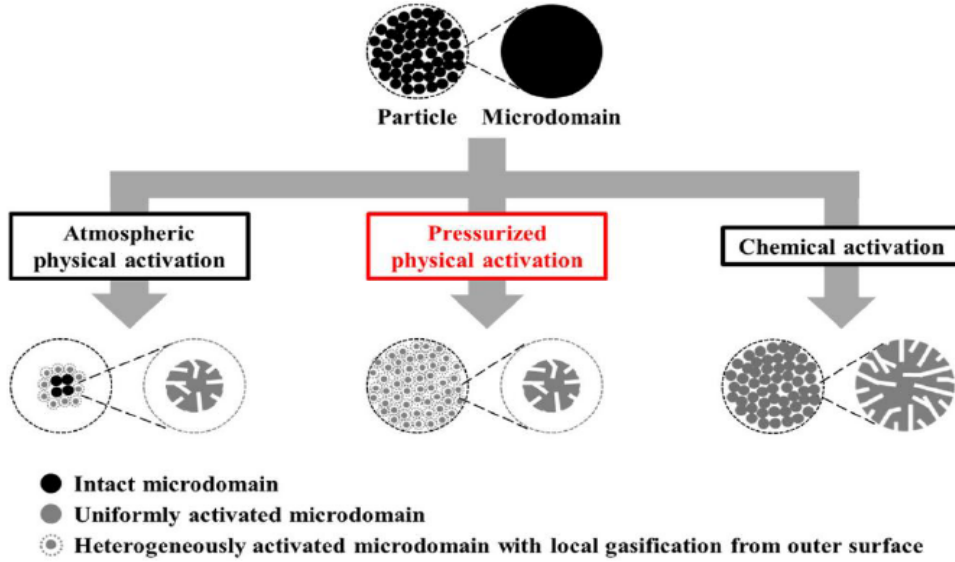 Particle Microdomain
Atmospheric
physical activation
Pressurized
physical activation
Chemical activation
Intact microdomain
Uniformly activated microdomain
Heterogeneously activated microdomain with local gasification from outer surface